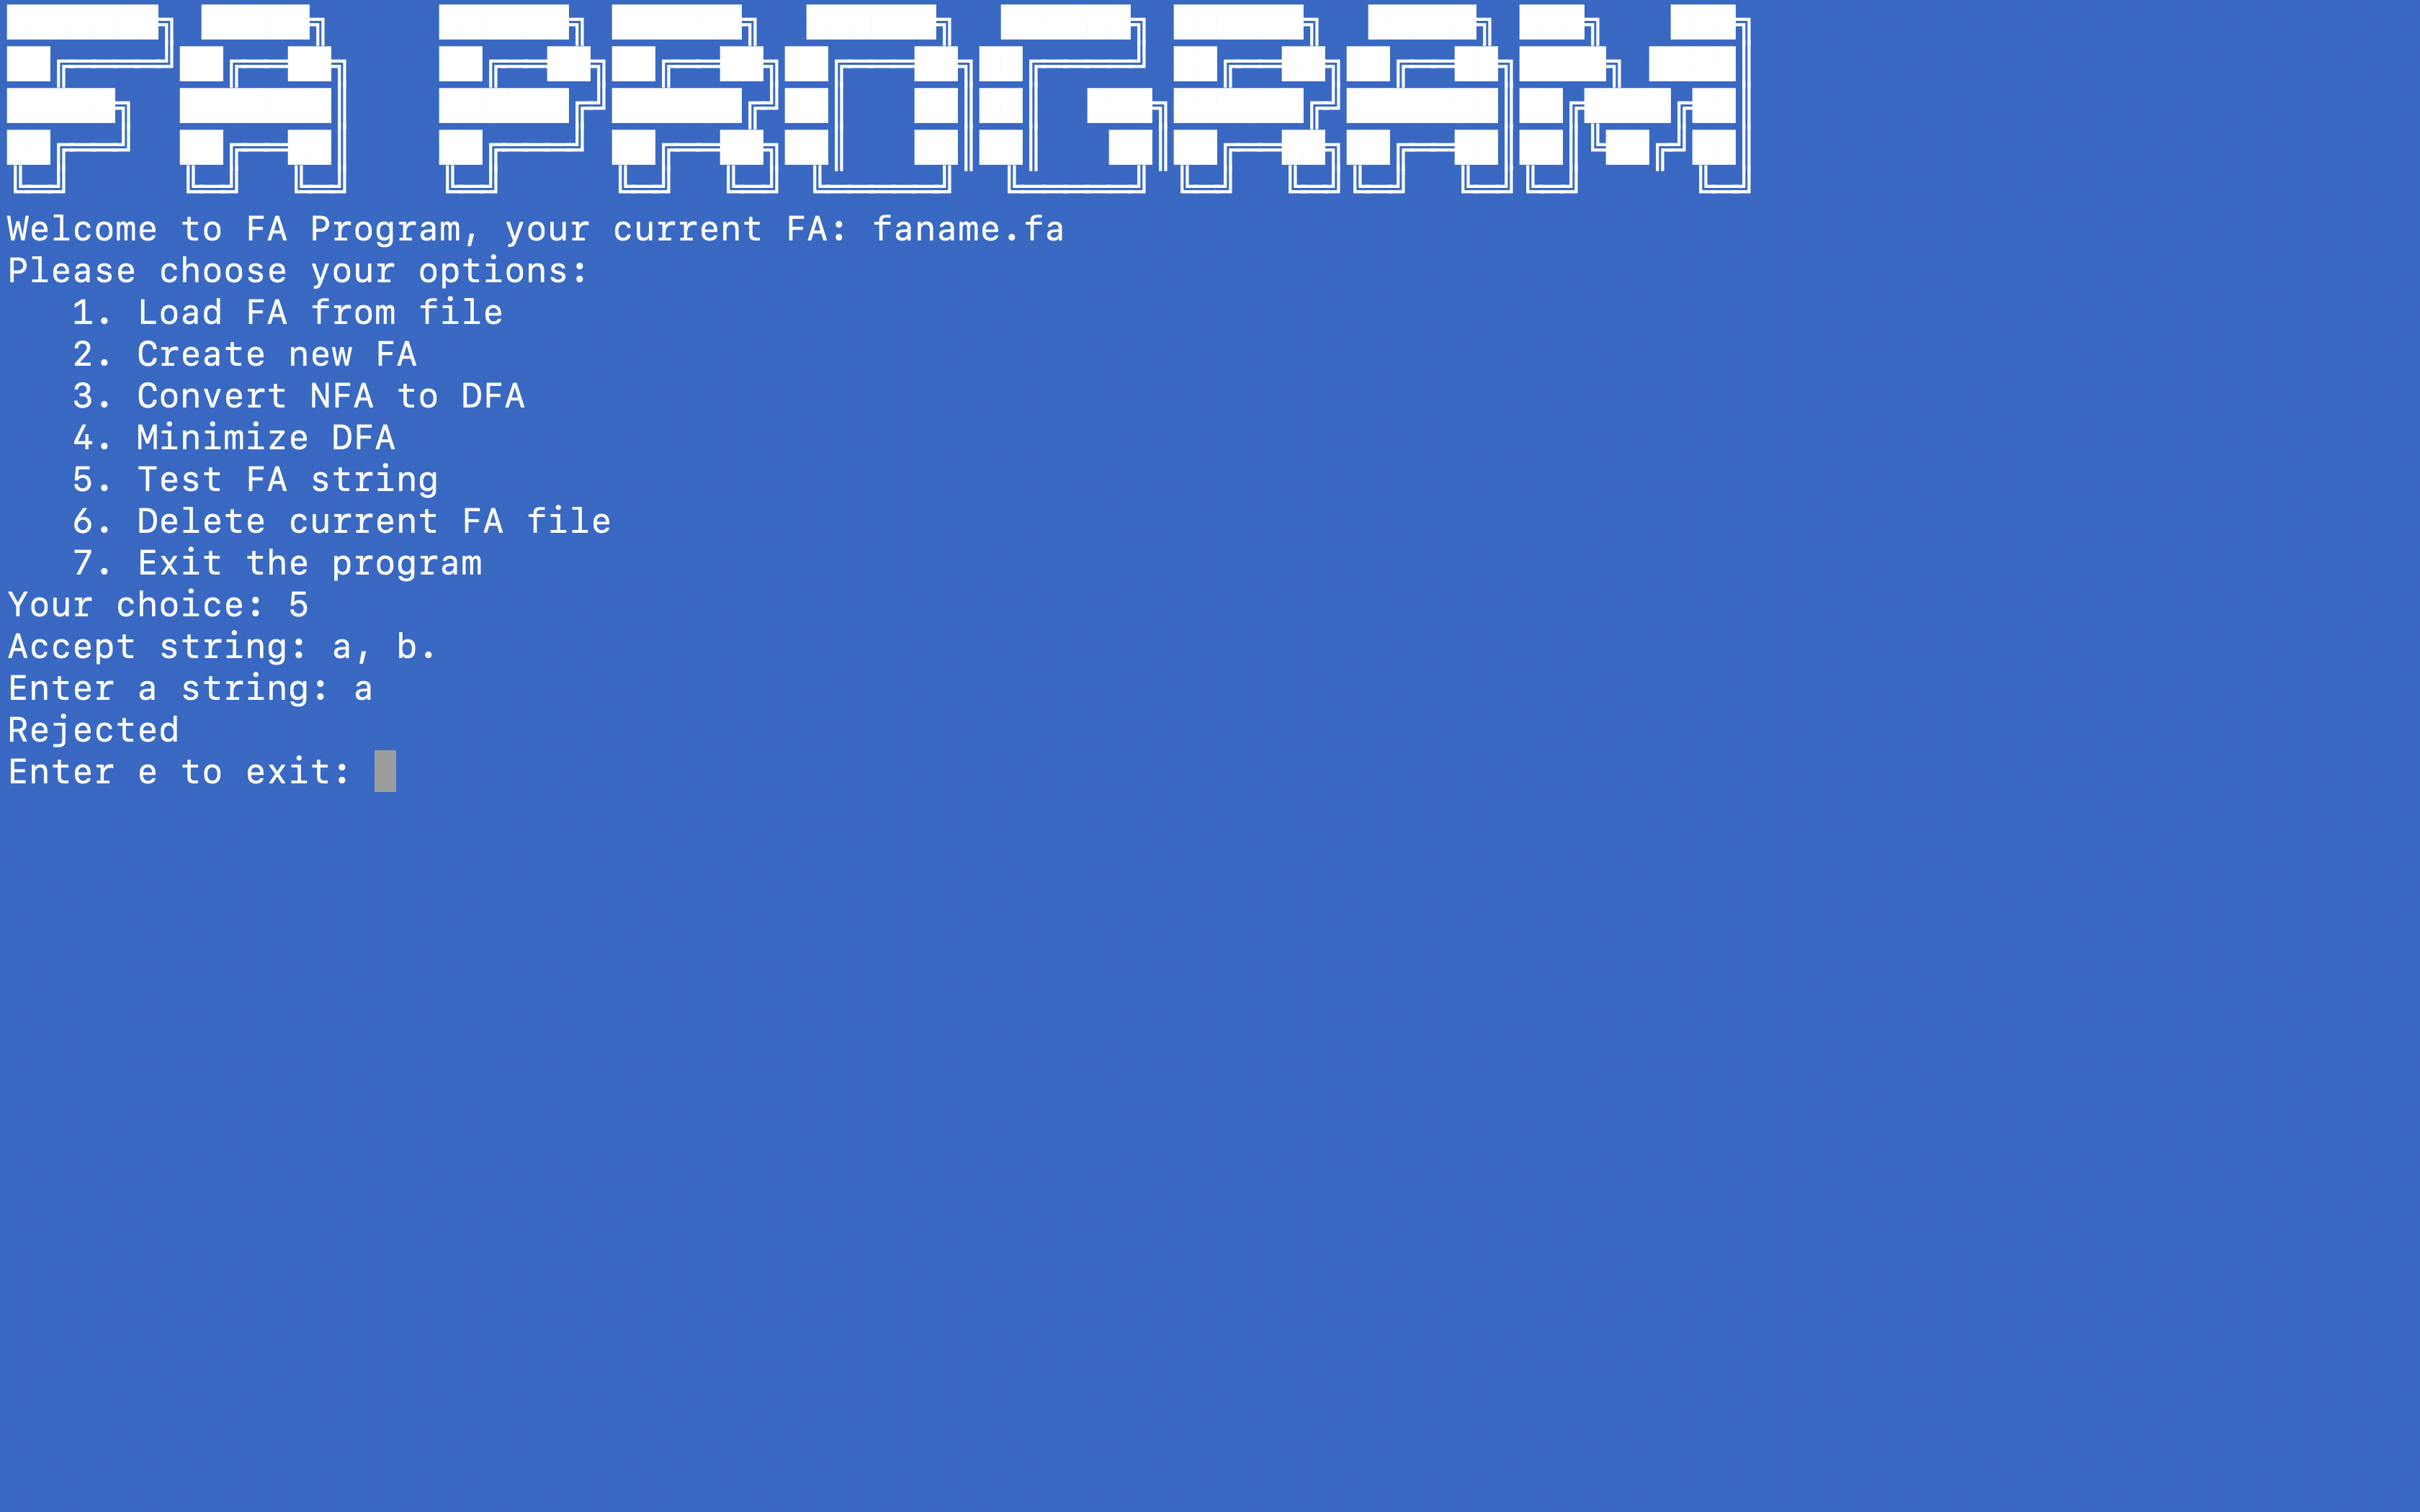 FA PROGRAM
Welcome to FA Program, your current FA: faname.fa
Please choose your options:
1. Load FA from file
2. Create new FA
3. Convert NFA to DFA
4. Minimize DFA
5. Test FA string
6. Delete current FA file
7. Exit the program
Your choice: 5
Accept string: a, b.
Enter a string: a
Rejected
Enter e to exit: